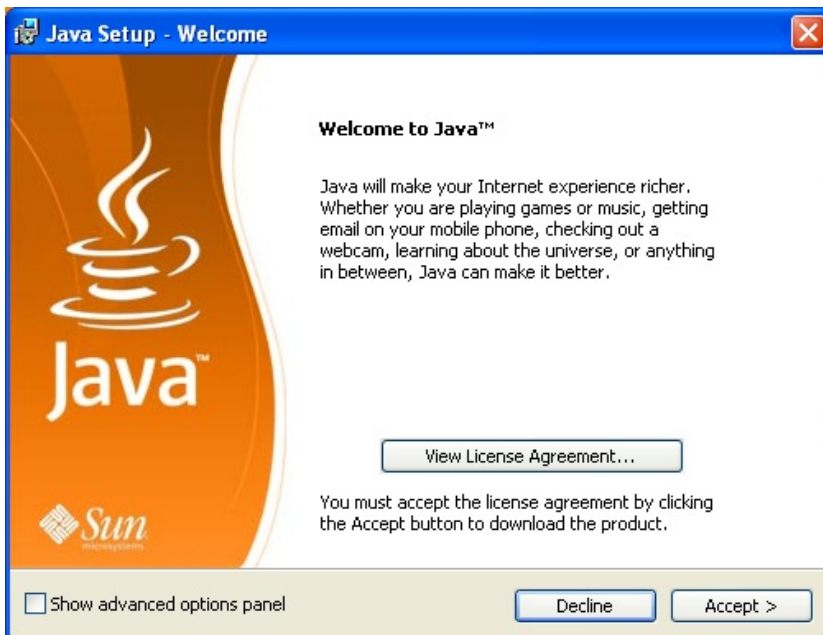 Java Setup - Welcome
Welcome to Java™
Java will make your Internet experience richer.
Whether you are playing games or music, getting
email on your mobile phone, checking out a
webcam, learning about the universe, or anything
in between, Java can make it better.
Java™
View License Agreement...
You must accept the license agreement by clicking
the Accept button to download the product.
Sun
microsystems
Show advanced options panel
Decline
Accept >